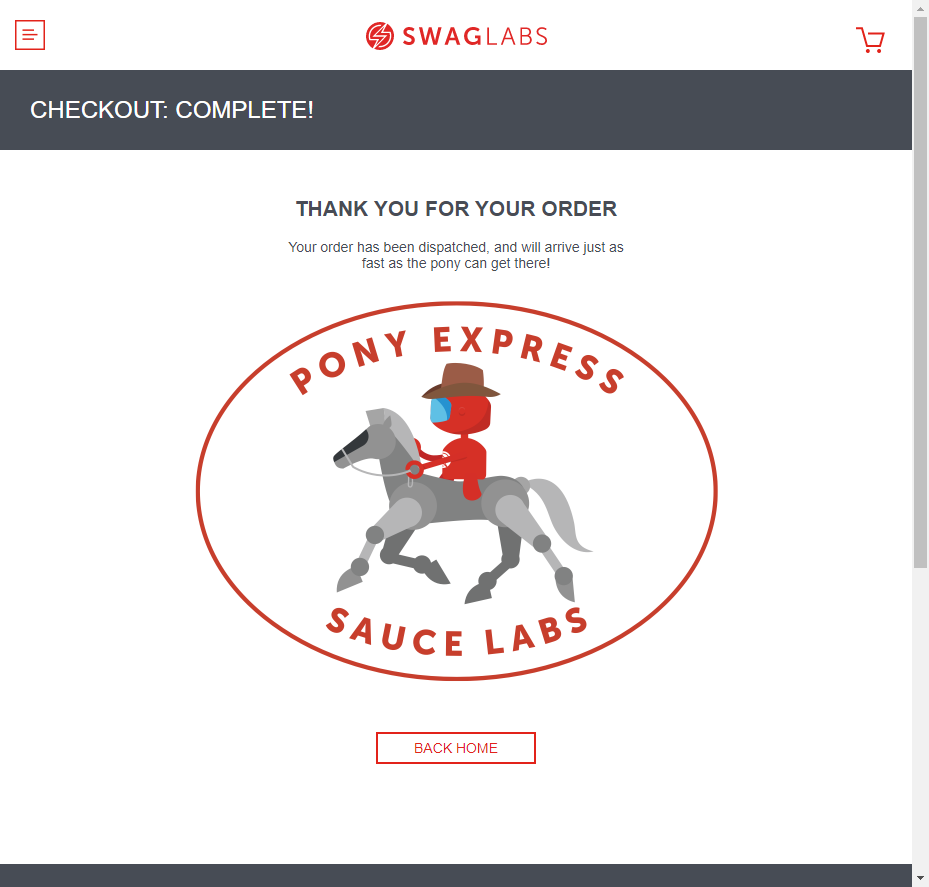 SWAGLABS
CHECKOUT: COMPLETE!
THANK YOU FOR YOUR ORDER
Your order has been dispatched, and will arrive just as
fast as the pony can get there!
PONY EXPRESS
SAUCE LABS
BACK HOME